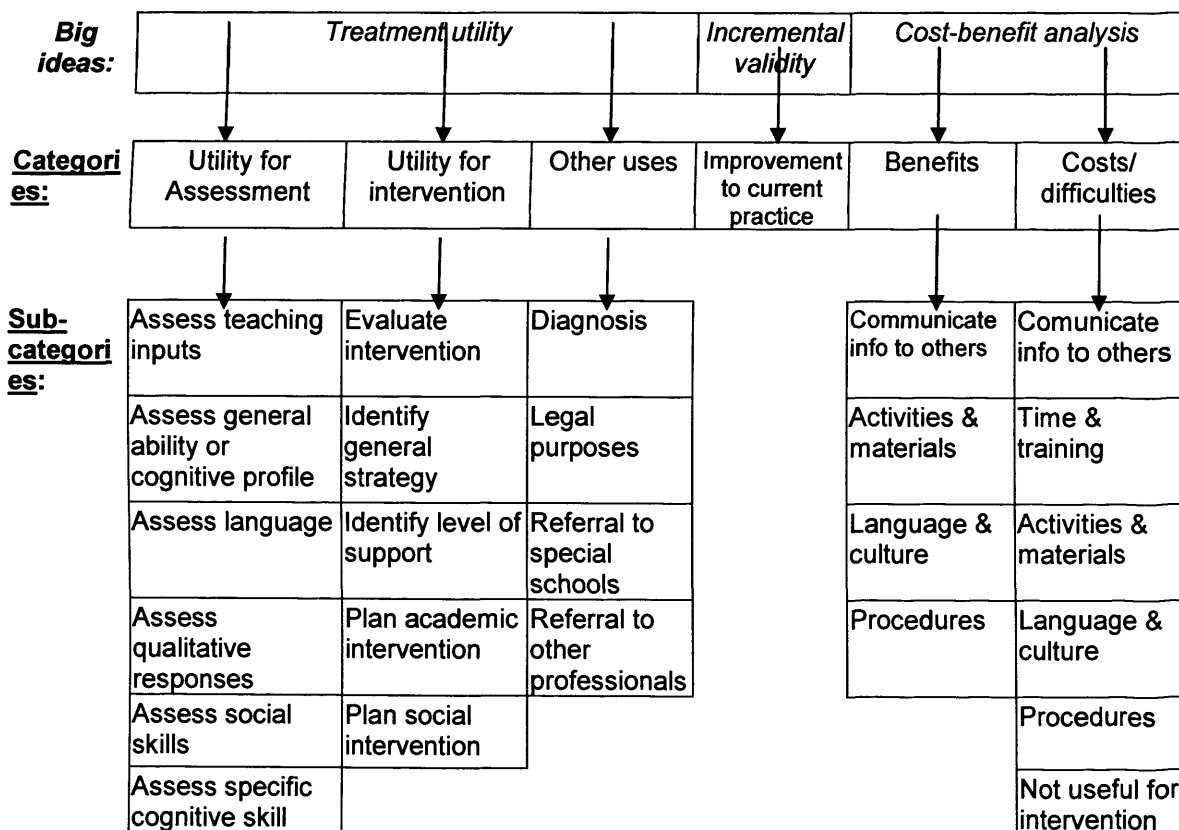 Big
ideas:
Treatment utility
Incremental
validity
Cost-benefit analysis
Categori
es:
Utility for
Assessment
Utility for
intervention
Other uses
Improvement
to current
practice
Benefits
Costs/
difficulties
Sub-
categori
es:
Assess teaching
inputs
Evaluate
intervention
Diagnosis
Communicate
info to others
Comunicate
info to others
Assess general
ability or
cognitive profile
Identify
general
strategy
Legal
purposes
Activities &
materials
Time &
training
Assess language
Identify level of
support
Referral to
special
schools
Language &
culture
Activities &
materials
Assess
qualitative
responses
Plan academic
intervention
Referral to
other
professionals
Procedures
Language &
culture
Assess social
skills
Plan social
intervention
Procedures
Assess specific
cognitive skill
Not useful for
intervention